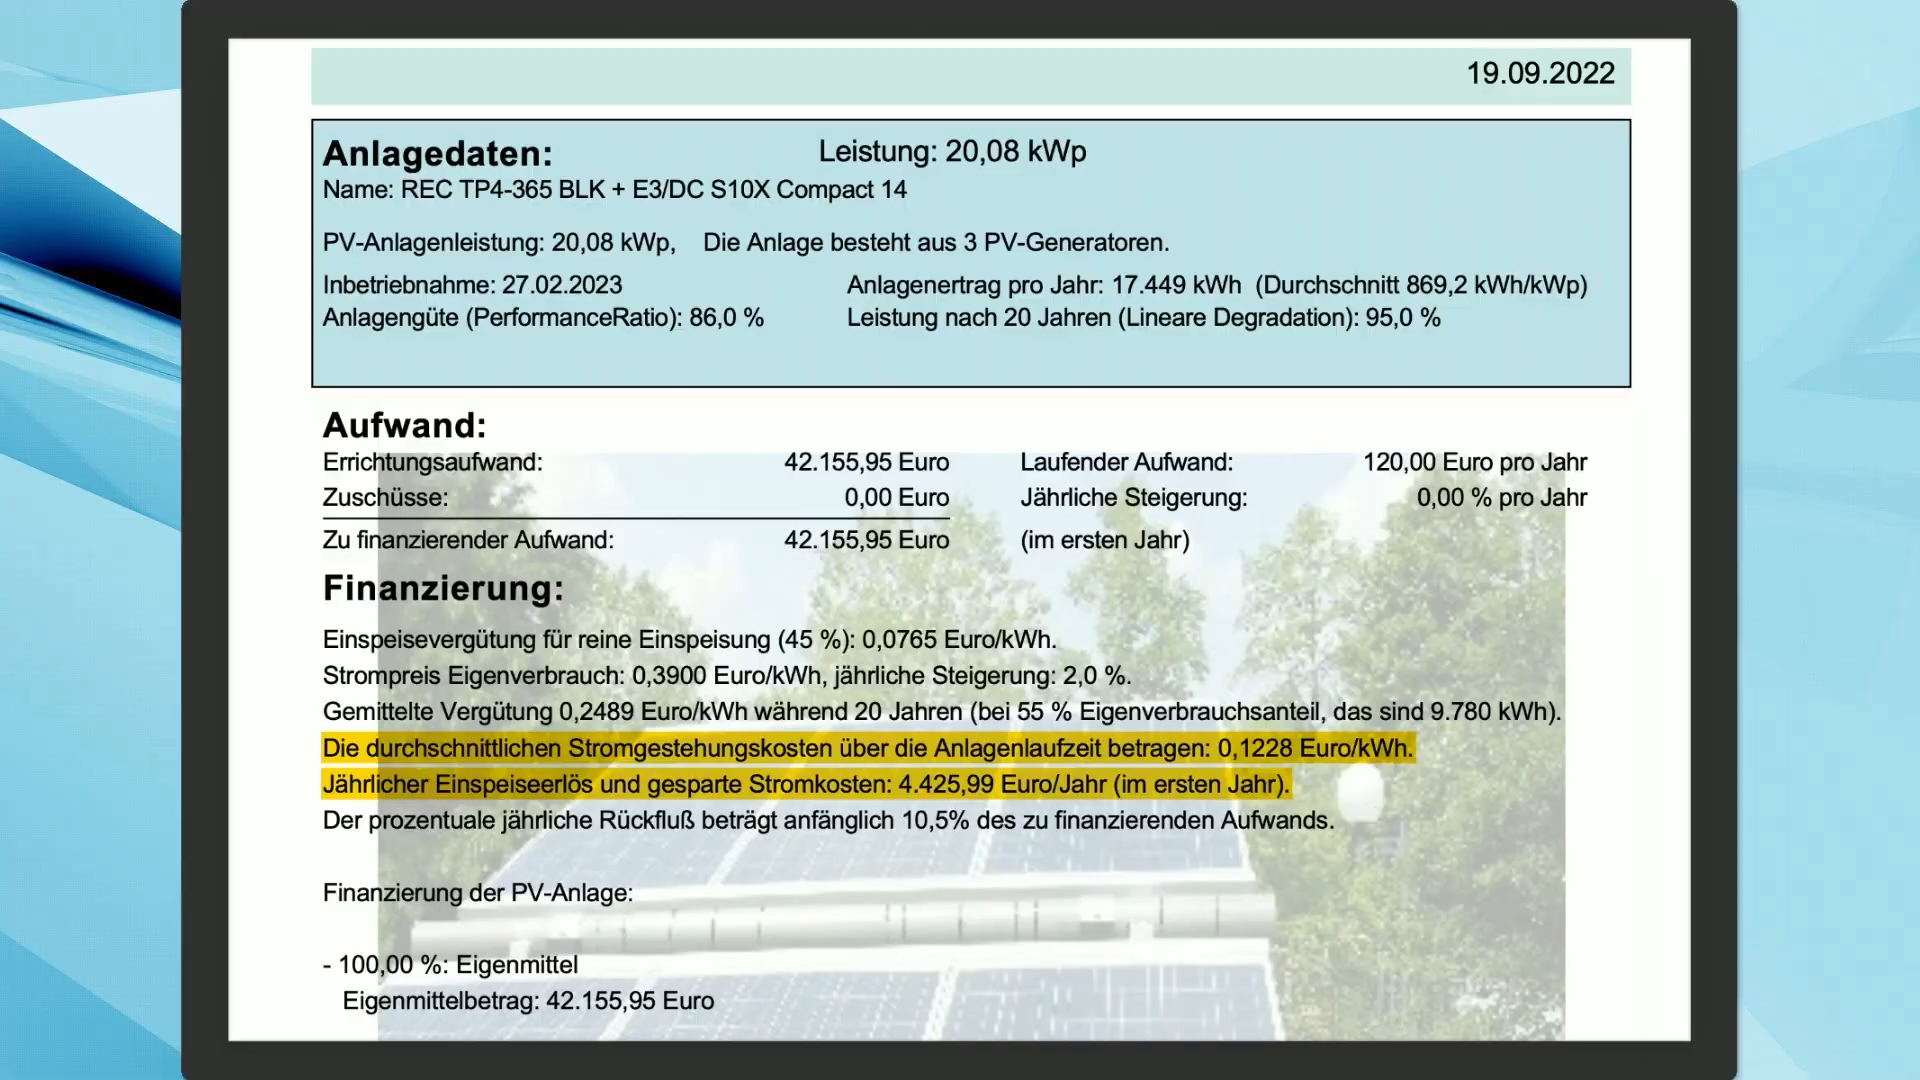 19.09.2022
Anlagedaten: Leistung: 20,08 kWp
Name: REC TP4-365 BLK + E3/DC S10X Compact 14
PV-Anlagenleistung: 20,08 kWp, Die Anlage besteht aus 3 PV-Generatoren.
Inbetriebnahme: 27.02.2023 Anlagenertrag pro Jahr: 17.449 kWh (Durchschnitt 869,2 kWh/kWp)
Anlagengüte (PerformanceRatio): 86,0 % Leistung nach 20 Jahren (Lineare Degradation): 95,0 %
Aufwand:
Errichtungsaufwand: 42.155,95 Euro Laufender Aufwand: 120,00 Euro pro Jahr
Zuschüsse: 0,00 Euro Jährliche Steigerung: 0,00 % pro Jahr
Zu finanzierender Aufwand: 42.155,95 Euro (im ersten Jahr)
Finanzierung:
Einspeisevergütung für reine Einspeisung (45 %): 0,0765 Euro/kWh.
Strompreis Eigenverbrauch: 0,3900 Euro/kWh, jährliche Steigerung: 2,0 %.
Gemittelte Vergütung 0,2489 Euro/kWh während 20 Jahren (bei 55 % Eigenverbrauchsanteil, das sind 9.780 kWh).
Die durchschnittlichen Stromgestehungskosten über die Anlagenlaufzeit betragen: 0,1228 Euro/kWh.
Jährlicher Einspeiseerlös und gesparte Stromkosten: 4.425,99 Euro/Jahr (im ersten Jahr).
Der prozentuale jährliche Rückfluß beträgt anfänglich 10,5% des zu finanzierenden Aufwands.
Finanzierung der PV-Anlage:
- 100,00 %: Eigenmittel
Eigenmittelbetrag: 42.155,95 Euro